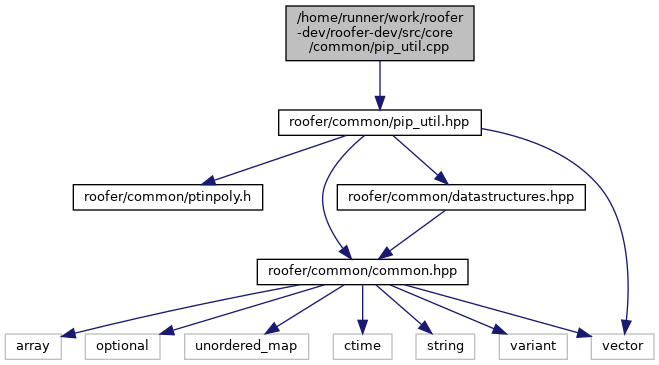 /home/runner/work/roofer
-dev/roofer-dev/src/core
/common/pip_util.cpp
roofer/common/pip_util.hpp
roofer/common/ptinpoly.h
roofer/common/datastructures.hpp
roofer/common/common.hpp
array
optional
unordered_map
ctime
string
variant
vector